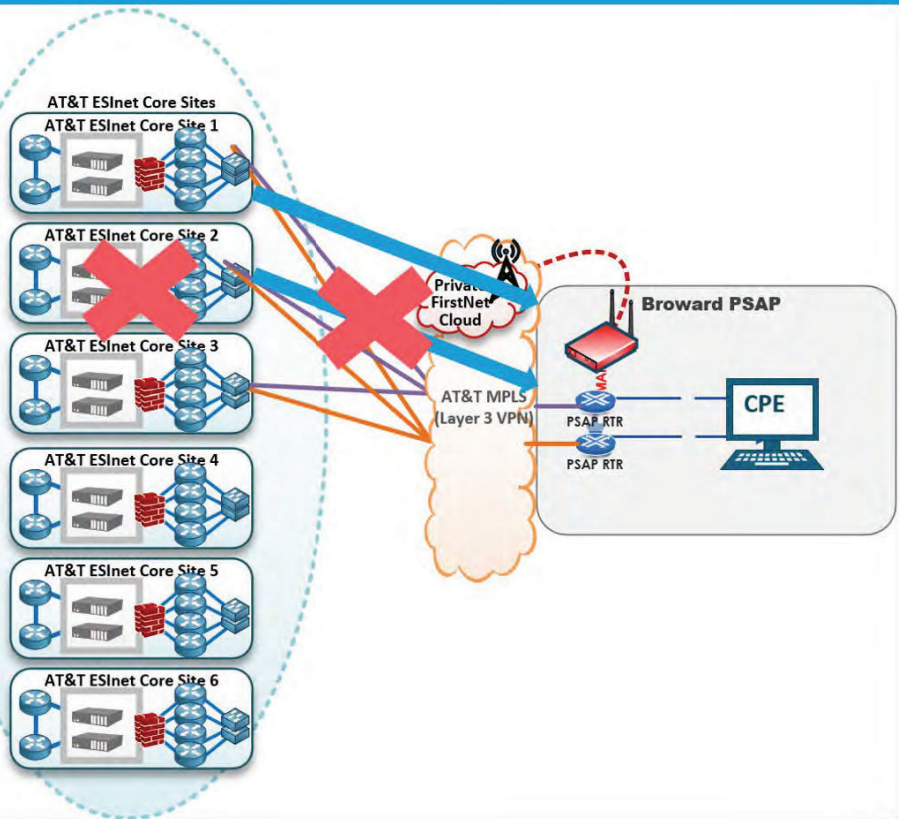 AT&T ESInet Core Sites
AT&T ESInet Core Site 1
AT&T ESInet Core Site 2
AT&T ESInet Core Site 3
AT&T ESInet Core Site 4
AT&T ESInet Core Site 5
AT&T ESInet Core Site 6
Private
FirstNet
Cloud
AT&T MPLS
(Layer 3 VPN)
Broward PSAP
PSAP RTR
PSAP RTR
CPE